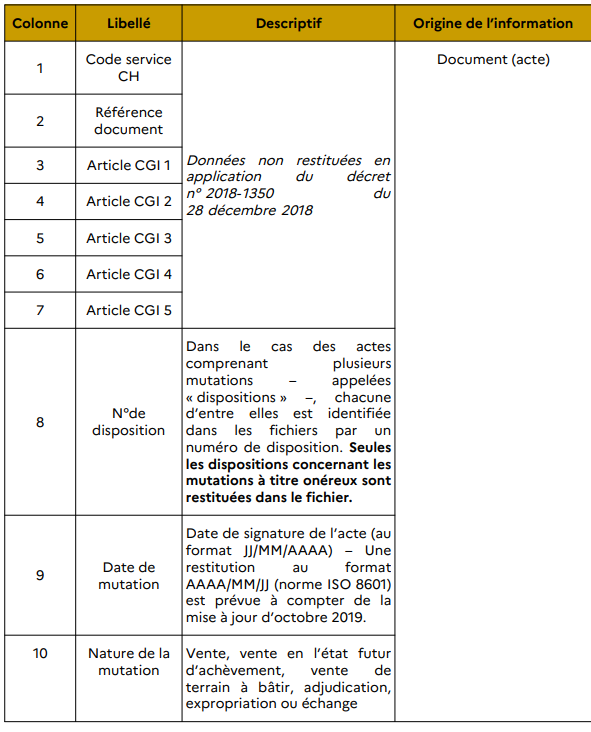 Colonne Libellé Descriptif Origine de l'information
1 Code service CH
Document (acte)
2 Référence document
3 Article CGI 1
4 Article CGI 2
5 Article CGI 3
6 Article CGI 4
7 Article CGI 5
Données non restituées en
application du décret
n° 2018-1350 du
28 décembre 2018
8 N°de disposition
Dans le cas des actes
comprenant plusieurs
mutations – appelées
« dispositions » –, chacune
d'entre elles est identifiée
dans les fichiers par un
numéro de disposition. Seules
les dispositions concernant les
mutations à titre onéreux sont
restituées dans le fichier.
9 Date de mutation
Date de signature de l'acte (au
format JJ/MM/AAAA) – Une
restitution au format
AAAA/MM/JJ (norme ISO 8601)
est prévue à compter de la
mise à jour d'octobre 2019.
10 Nature de la mutation
Vente, vente en l'état futur
d'achèvement, vente de
terrain à bâtir, adjudication,
expropriation ou échange